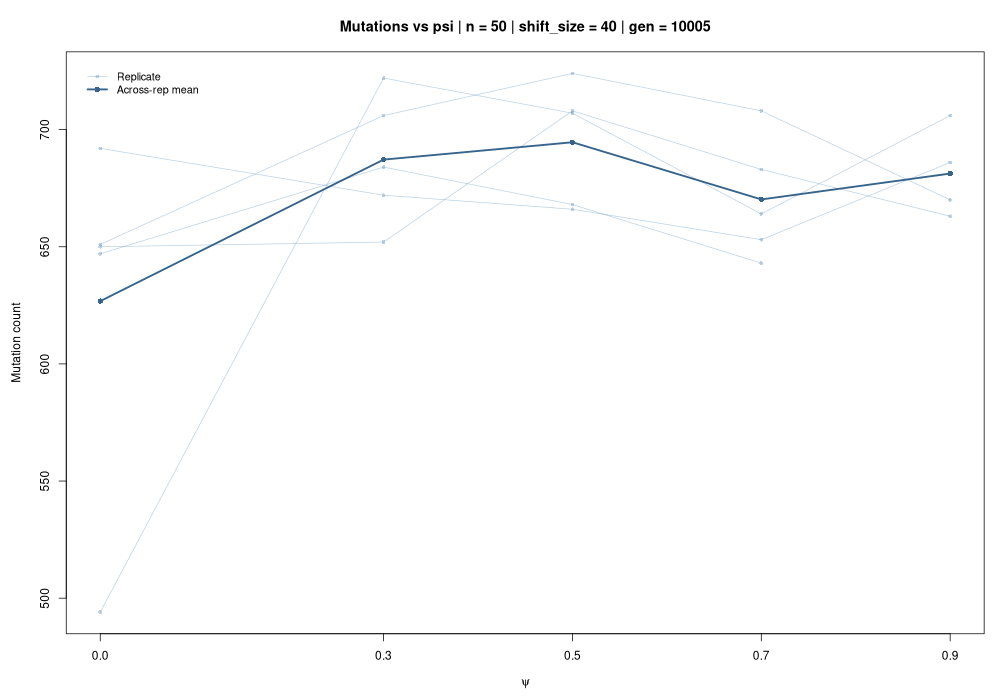 Mutations vs psi | n = 50 | shift_size = 40 | gen = 10005
Replicate
Across-rep mean
Mutation count
700
650
600
550
500
0.0
0.3
0.5
0.7
0.9
ψ